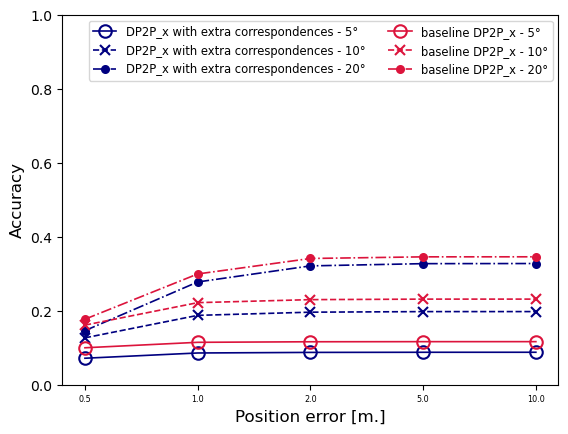 DP2P_x with extra correspondences - 5°
DP2P_x with extra correspondences - 10°
DP2P_x with extra correspondences - 20°
baseline DP2P_x - 5°
baseline DP2P_x - 10°
baseline DP2P_x - 20°
1.0
0.8
0.6
0.4
0.2
0.0
Accuracy
0.5 1.0 2.0 5.0 10.0
Position error [m.]